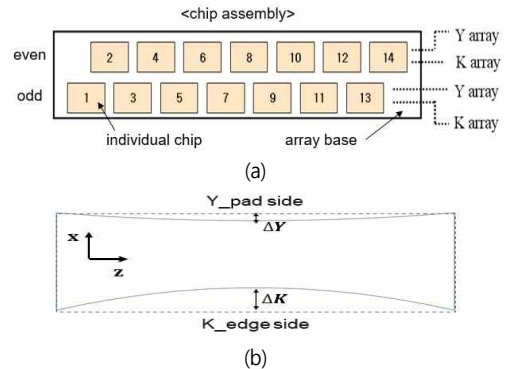 <chip assembly>
even 2 4 6 8 10 12 14 Y array
K array
odd 1 3 5 7 9 11 13 Y array
K array
individual chip array base
(a)
Y_pad side
ΔY
x
z
ΔK
K_edge side
(b)